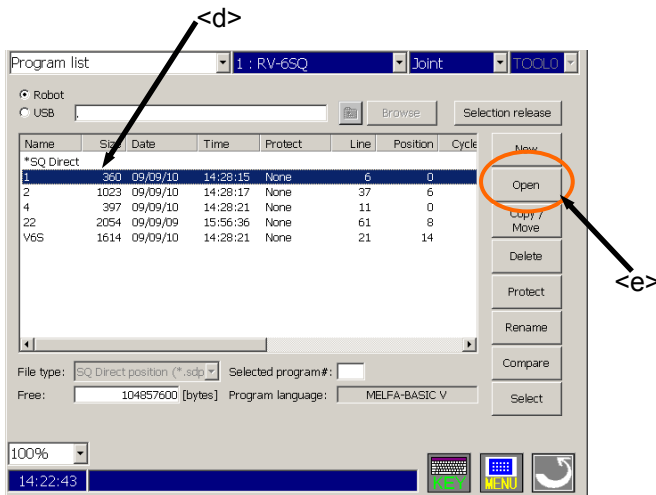 <d>
Program list 1 : RV-6SQ Joint TOOL0
Robot
USB . Browse Selection release
Name Size Date Time Protect Line Position Cycle
*SQ Direct
1 360 09/09/10 14:28:15 None 6 0
2 1023 09/09/10 14:28:17 None 37 6
4 397 09/09/10 14:28:21 None 11 0
22 2054 09/09/09 15:56:36 None 61 8
V6S 1614 09/09/10 14:28:21 None 21 14
New
Open
Copy /
Move
<e>
Delete
Protect
Rename
Compare
Select
File type: SQ Direct position (*.sdp Selected program#:
Free: 104857600 [bytes] Program language: MELFA-BASIC V
100%
14:22:43 KEY MENU